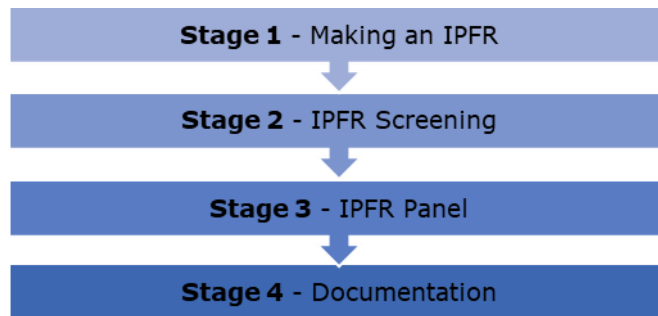 Stage 1 - Making an IPFR
Stage 2 - IPFR Screening
Stage 3 - IPFR Panel
Stage 4 - Documentation